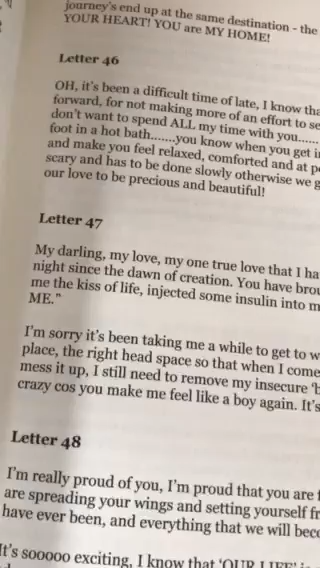 journey's end up at the same destination - the
YOUR HEART! YOU are MY HOME!
Letter 46
OH, it's been a difficult time of late, I know
forward, for not making more of an effort to
don't want to spend ALL my time with you......
foot in a hot bath.......you know when you get
and make you feel relaxed, comforted and at
scary and has to be done slowly otherwise we
our love to be precious and beautiful!
Letter 47
My darling, my love, my one true love that I
night since the dawn of creation. You have
me the kiss of life, injected some insulin into
ME."
I'm sorry it's been taking me a while to get to
place, the right head space so that when I come
mess it up, I still need to remove my insecure
crazy cos you make me feel like a boy again. It's
Letter 48
I'm really proud of you, I'm proud that you are
are spreading your wings and setting yourself
have ever been, and everything that we will
It's sooooo exciting, I know that 'OUR LIFE'